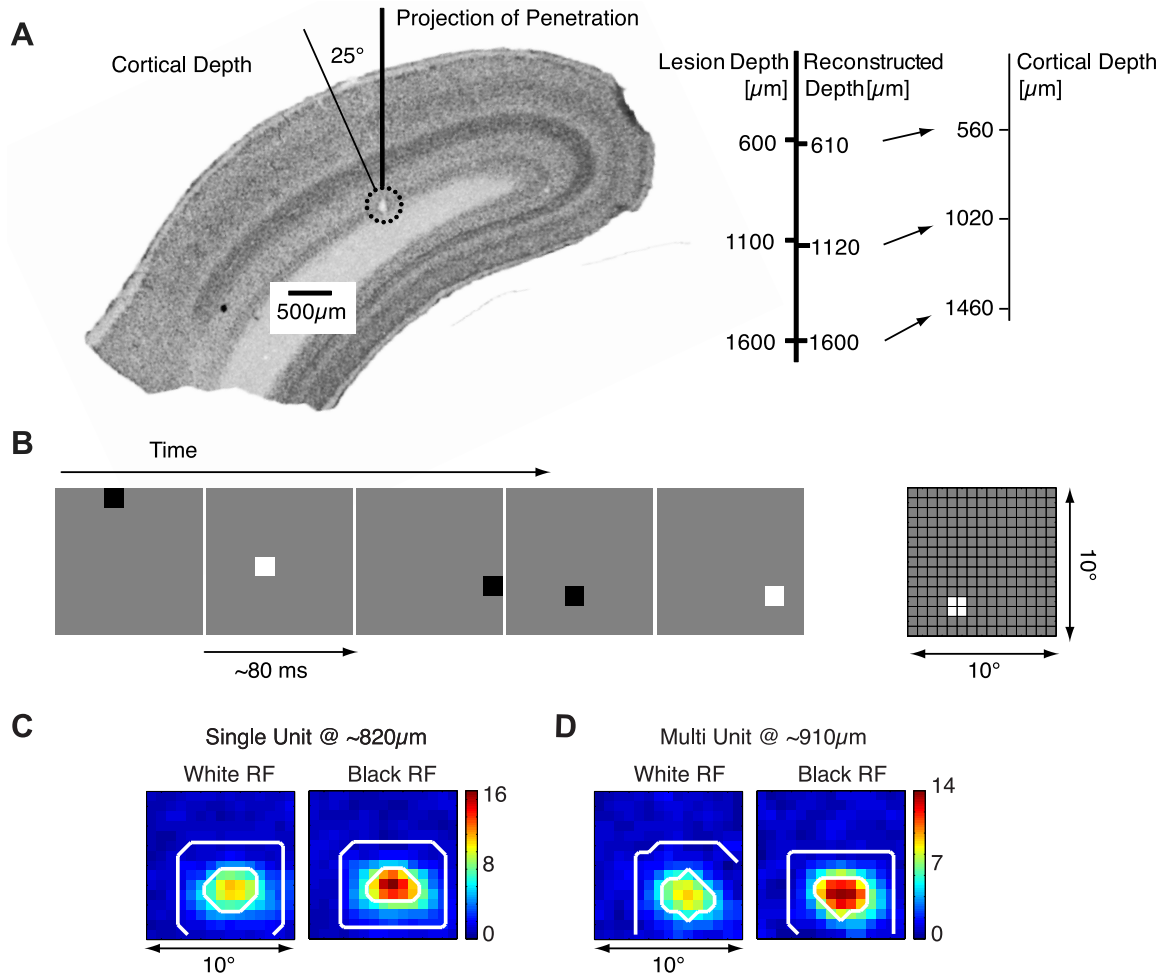 A
Projection of Penetration
Cortical Depth
25°
500µm
Lesion Depth
[µm]
Reconstructed
Depth[µm]
Cortical Depth
[µm]
600
610
560
1100
1120
1020
1600
1600
1460
B
Time
~80 ms
10°
10°
C
Single Unit @ ~820µm
White RF
Black RF
16
8
0
10°
D
Multi Unit @ ~910µm
White RF
Black RF
14
7
0
10°